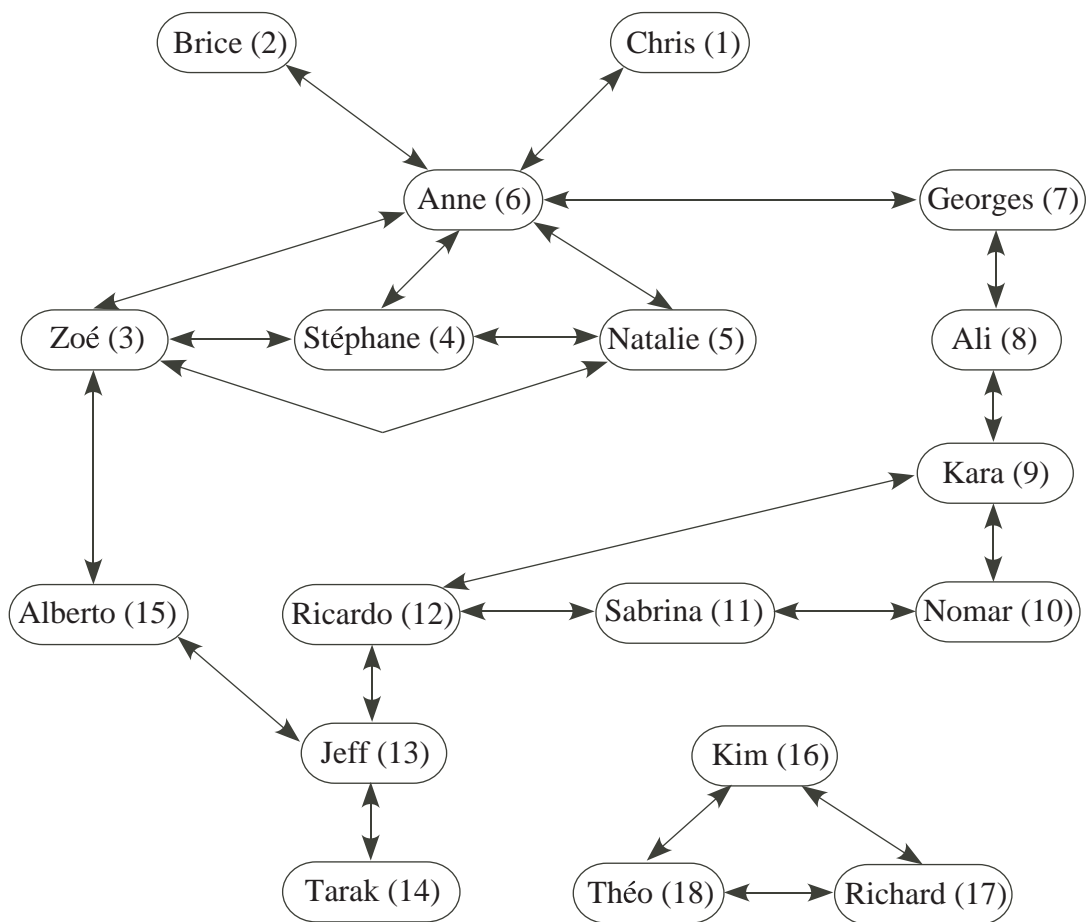 Brice (2)
Chris (1)
Anne (6)
Georges (7)
Zoé (3)
Stéphane (4)
Natalie (5)
Ali (8)
Kara (9)
Alberto (15)
Ricardo (12)
Sabrina (11)
Nomar (10)
Jeff (13)
Kim (16)
Tarak (14)
Théo (18)
Richard (17)